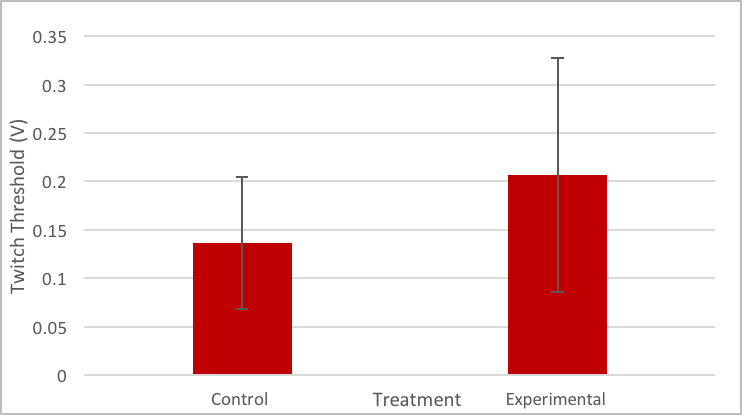 0.35
0.3
0.25
0.2
0.15
0.1
0.05
0
Twitch Threshold (V)
Control
Treatment
Experimental